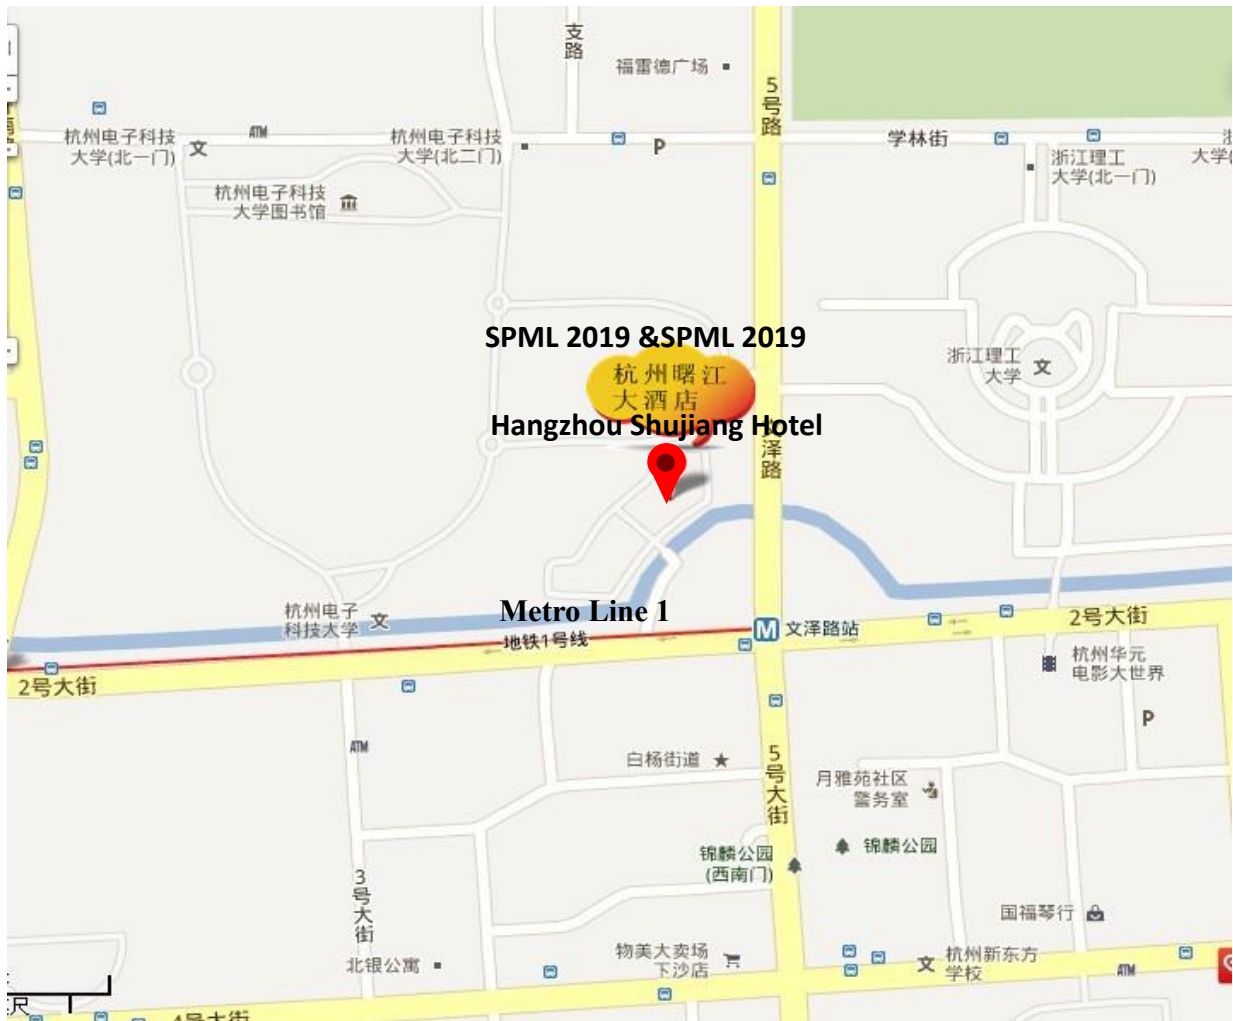 支
路
福雷德广场
5
号
路
ATM
杭州电子科技
大学(北一门)
文
杭州电子科技
大学(北二门)
P
学林街
浙江理工
大学(北一门)
大学(
杭州电子科技
大学图书馆
SPML 2019 &SPML 2019
杭州曙江
大酒店
浙江理工
大学
文
Hangzhou Shujiang Hotel
泽
路
杭州电子
科技大学
文
Metro Line 1
地铁1号线
M
文泽路站
2号大街
2号大街
杭州华元
电影大世界
P
ATM
白杨街道
5
号
大
街
月雅苑社区
警务室
锦麟公园
(西南门)
锦麟公园
3
号
大
街
国福琴行
北银公寓
物美大卖场
下沙店
文
杭州新东方
学校
ATM
尺
4号大街